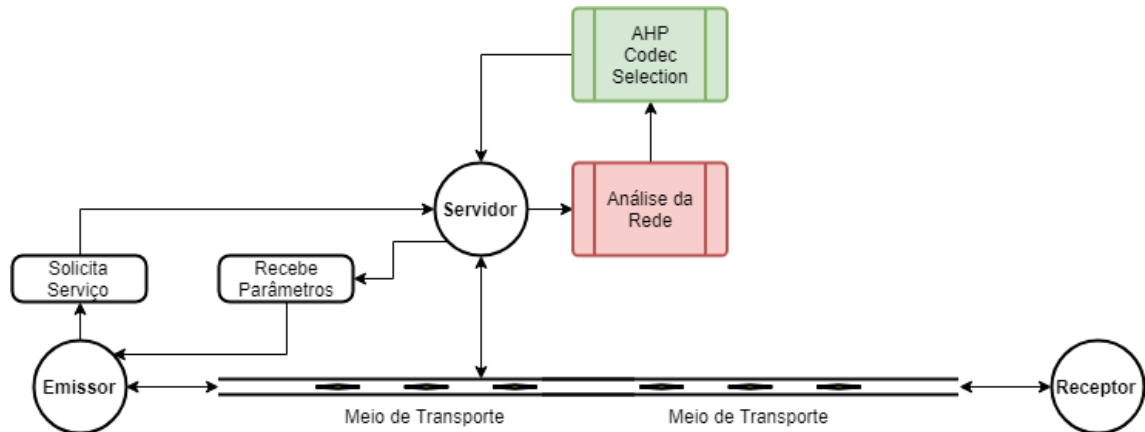 AHP
Codec
Selection
Análise da
Rede
Servidor
Solicita
Serviço
Recebe
Parâmetros
Emissor
Receptor
Meio de Transporte
Meio de Transporte